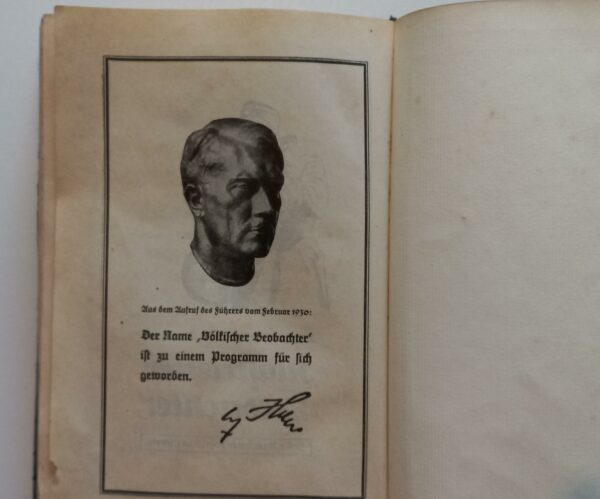 Aus dem Aufruf des Führers vom Februar 1930:
Der Name ‚Völkischer Beobachter‘
ist zu einem Programm für sich
geworden.